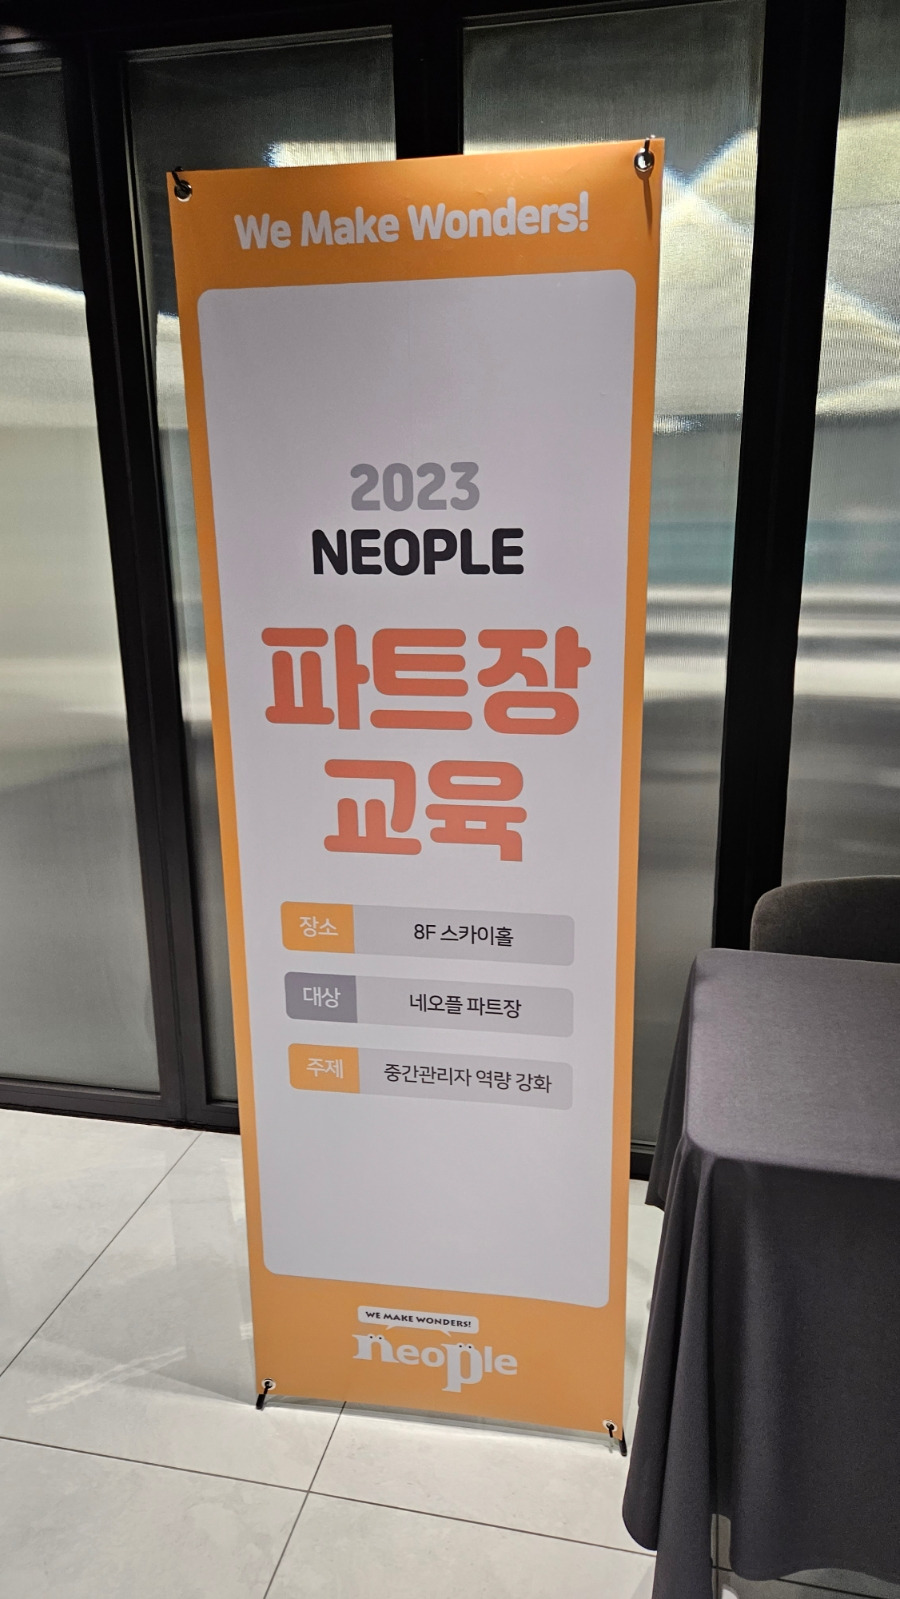 We Make Wonders!
2023
NEOPLE
파트장
교육
장소 8F 스카이홀
대상 네오플 파트장
주제 중간관리자 역량 강화
WE MAKE WONDERS!
neople